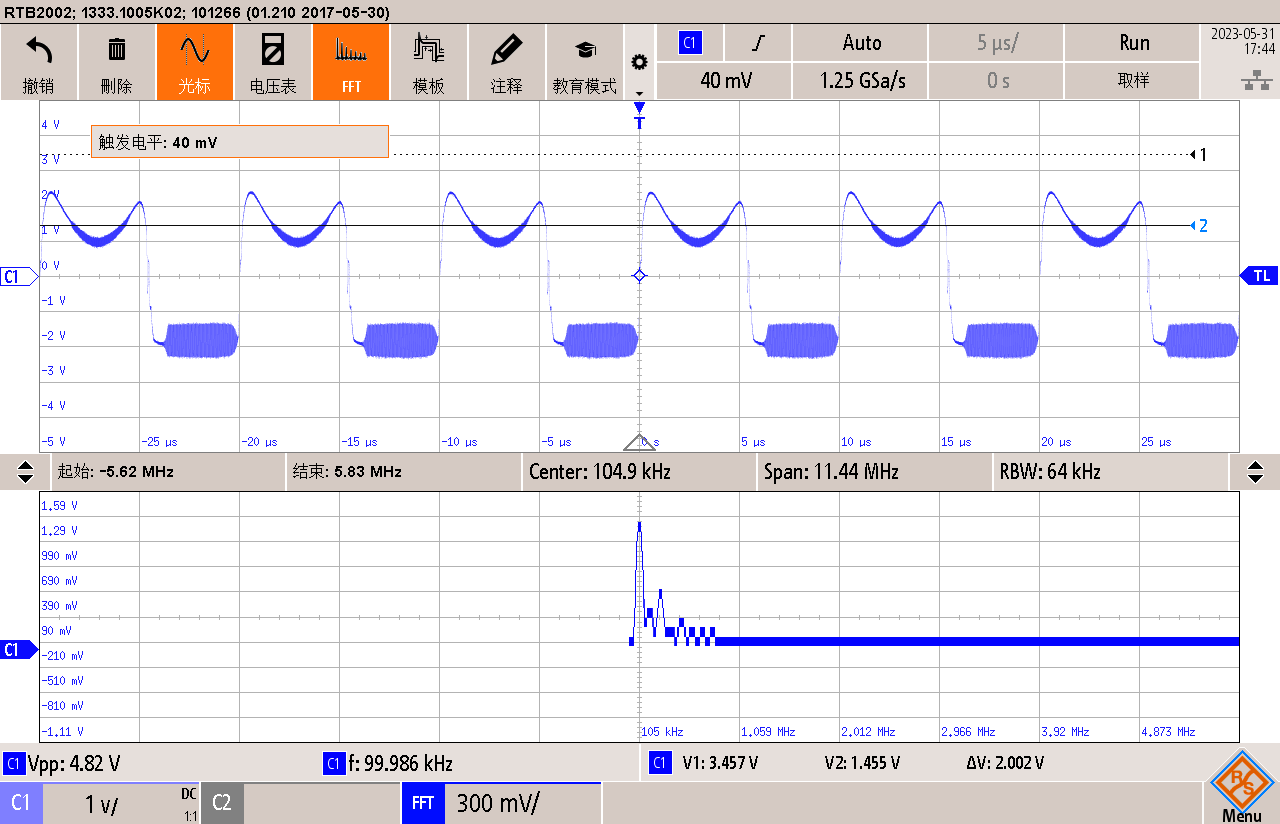 RTB2002; 1333.1005K02; 101266 (01.210 2017-05-30)
撤销 删除 光标 电压表 FFT 模板 注释 教育模式
C1 Auto 5 µs/ Run
40 mV 1.25 GSa/s 0 s 取样
2023-05-31
17:44
T
4 V
触发电平: 40 mV
3 V
1
2 V
1 V
2
0 V
C1
TL
-1 V
-2 V
-3 V
-4 V
-5 V -25 µs -20 µs -15 µs -10 µs -5 µs 0 s 5 µs 10 µs 15 µs 20 µs 25 µs
起始: -5.62 MHz 结束: 5.83 MHz Center: 104.9 kHz Span: 11.44 MHz RBW: 64 kHz
1.59 V
1.29 V
990 mV
690 mV
390 mV
90 mV
C1
-210 mV
-510 mV
-810 mV
-1.11 V 105 kHz 1.059 MHz 2.012 MHz 2.966 MHz 3.92 MHz 4.873 MHz
C1 Vpp: 4.82 V C1 f: 99.986 kHz C1 V1: 3.457 V V2: 1.455 V ΔV: 2.002 V
C1 1 V/ DC 1:1 C2 FFT 300 mV/
R S
Menu